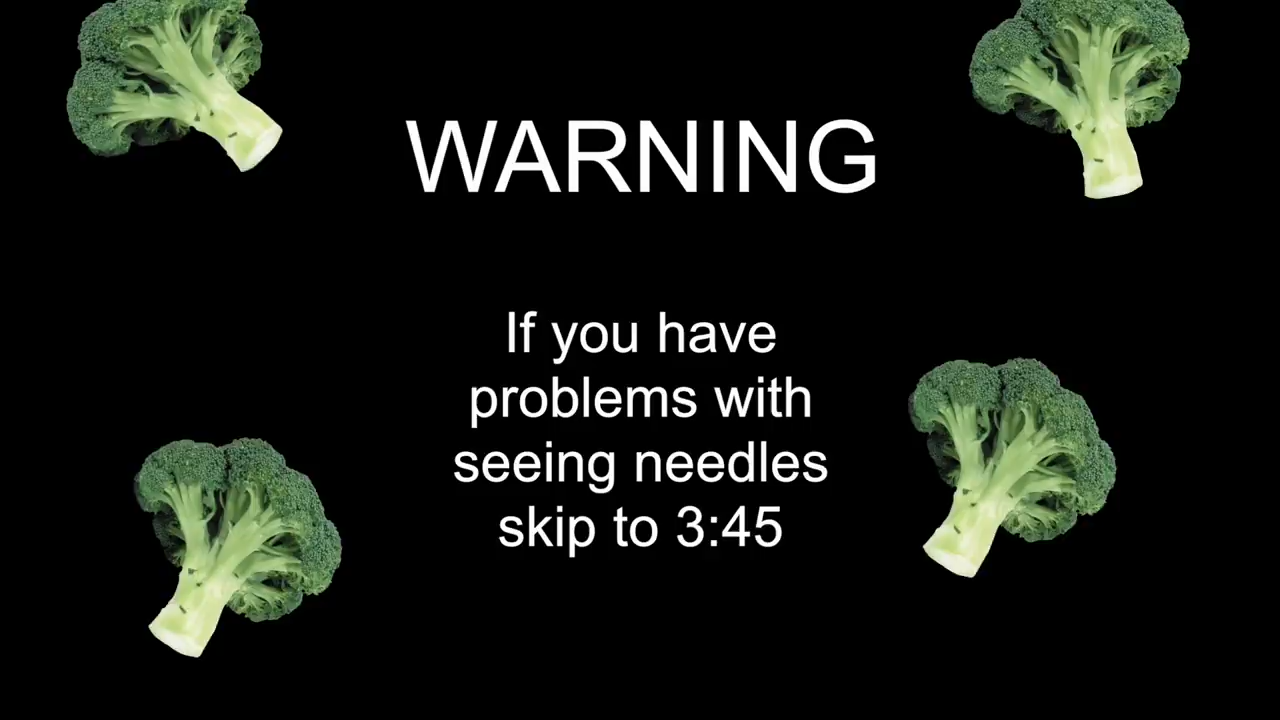 WARNING
If you have
problems with
seeing needles
skip to 3:45